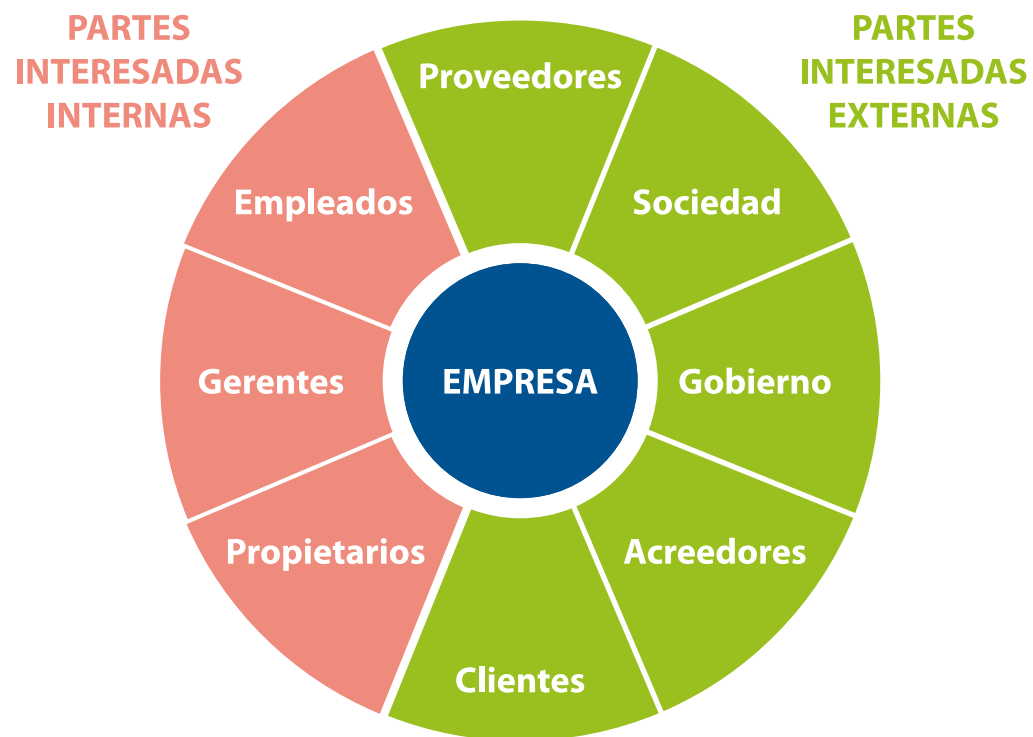 PARTES
INTERESADAS
INTERNAS
PARTES
INTERESADAS
EXTERNAS
Proveedores
Empleados
Sociedad
Gerentes
EMPRESA
Gobierno
Propietarios
Acreedores
Clientes